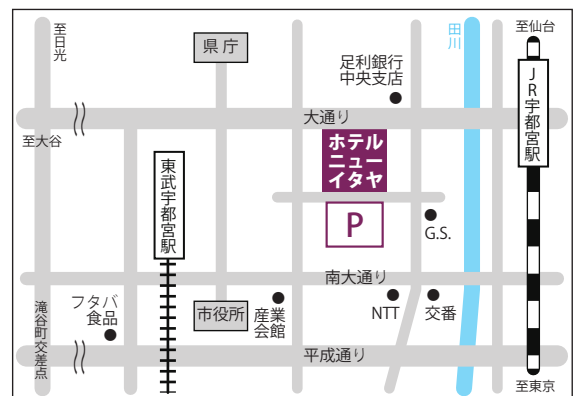 至日光
県庁
足利銀行
中央支店
田川
至仙台
大通り
至大谷
ホテル
ニュー
イタヤ
JR宇都宮駅
東武宇都宮駅
P
G.S.
南大通り
フタバ
食品
市役所
産業
会館
NTT
交番
滝谷町交差点
平成通り
至東京